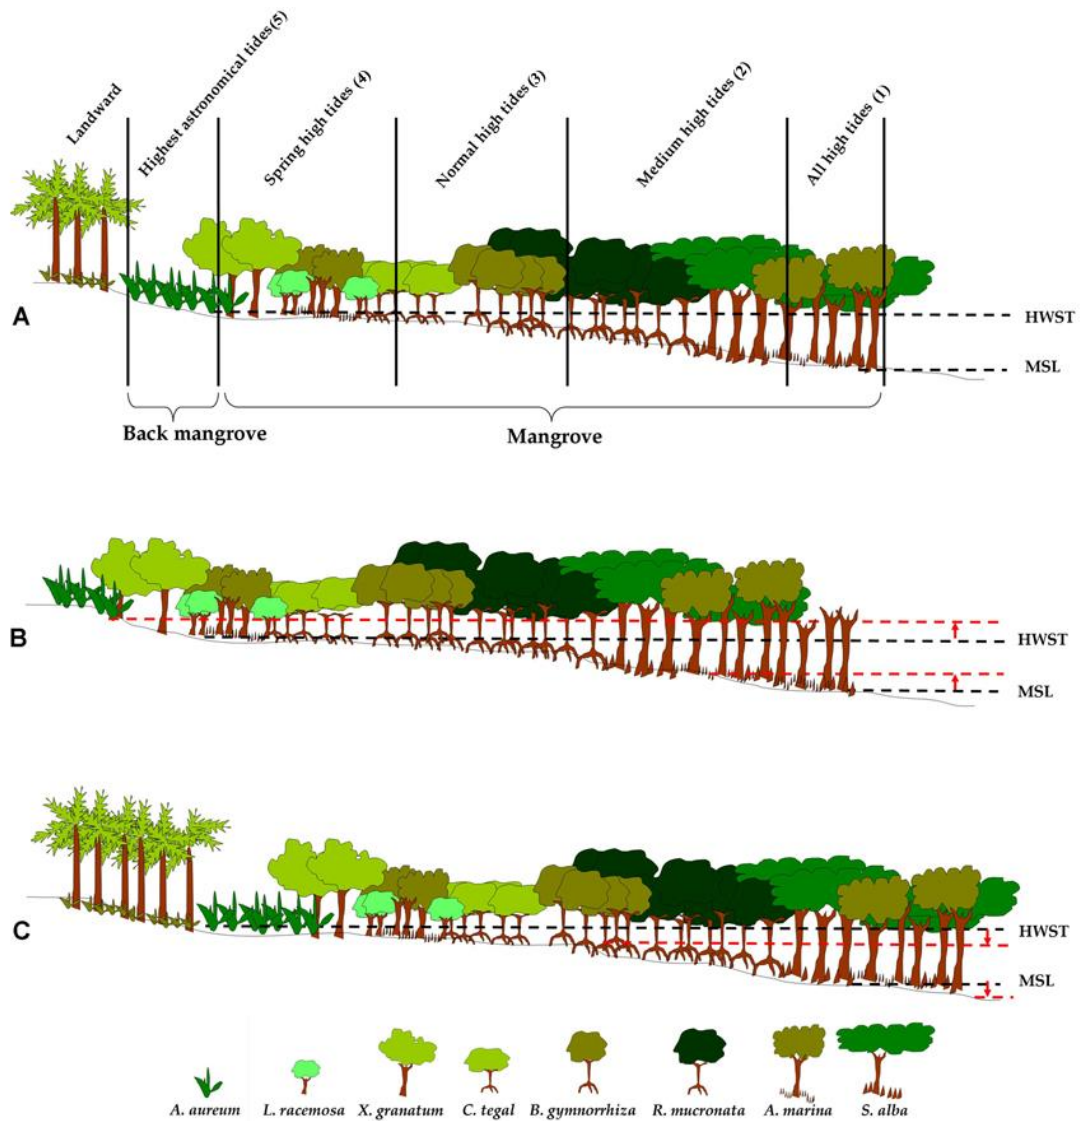 Landward
Highest astronomical tides(5)
Spring high tides (4)
Normal high tides (3)
Medium high tides (2)
All high tides (1)
A
HWST
MSL
Back mangrove
Mangrove
B
HWST
MSL
C
HWST
MSL
A. aureum
L. racemosa
X. granatum
C. tegal
B. gymnorrhiza
R. mucronata
A. marina
S. alba